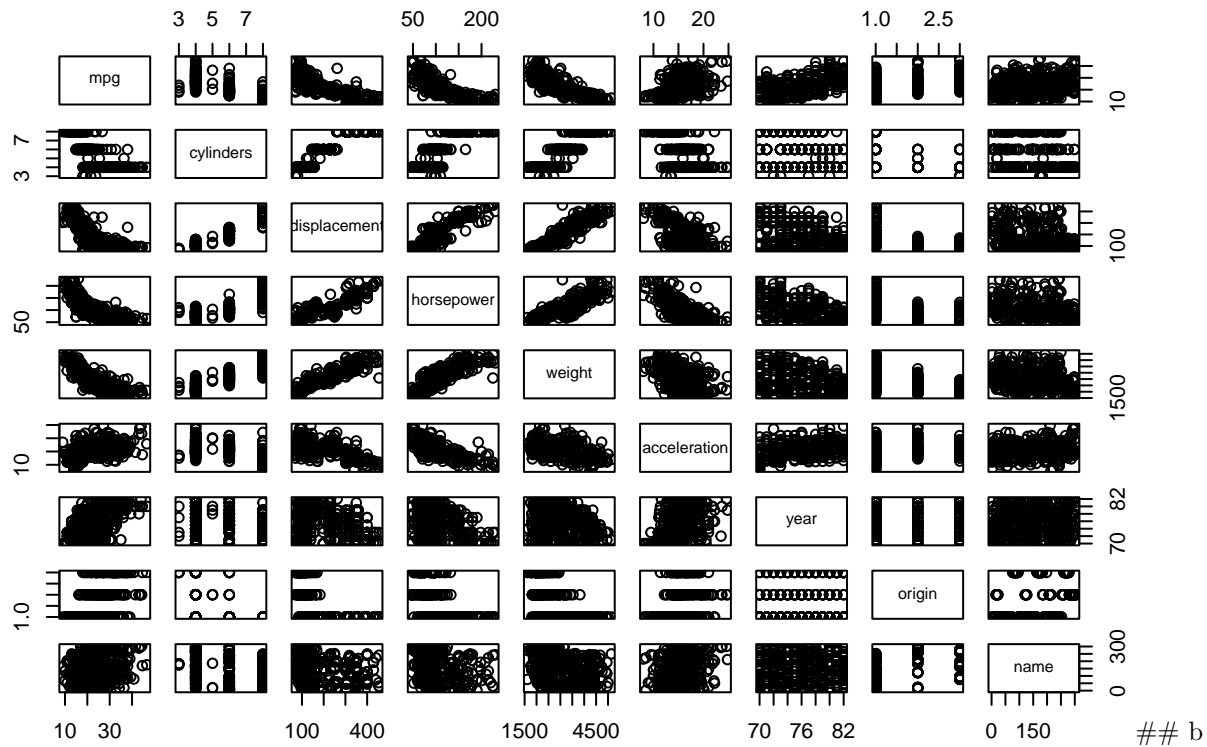 3 5 7 50 200 10 20 1.0 2.5
mpg 10
7 3 cylinders
displacement 100
50 horsepower
weight 1500
10 acceleration
year 82 70
1.0 origin
name 300 0
10 30 100 400 1500 4500 70 76 82 0 150 ## b